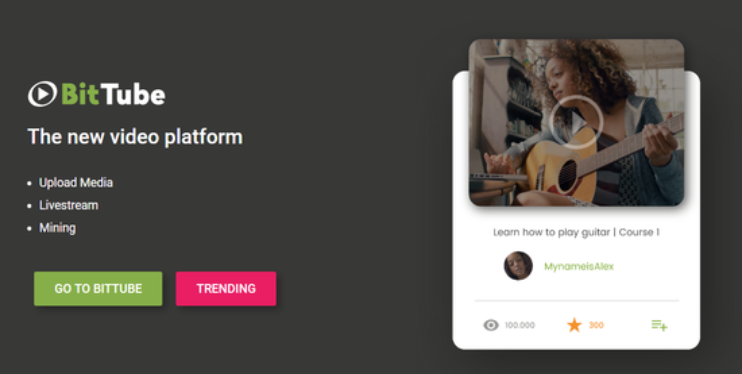 BitTube
The new video platform
Upload Media
Livestream
Mining
GO TO BITTUBE
TRENDING
Learn how to play guitar | Course 1
MynameisAlex
100.000
300